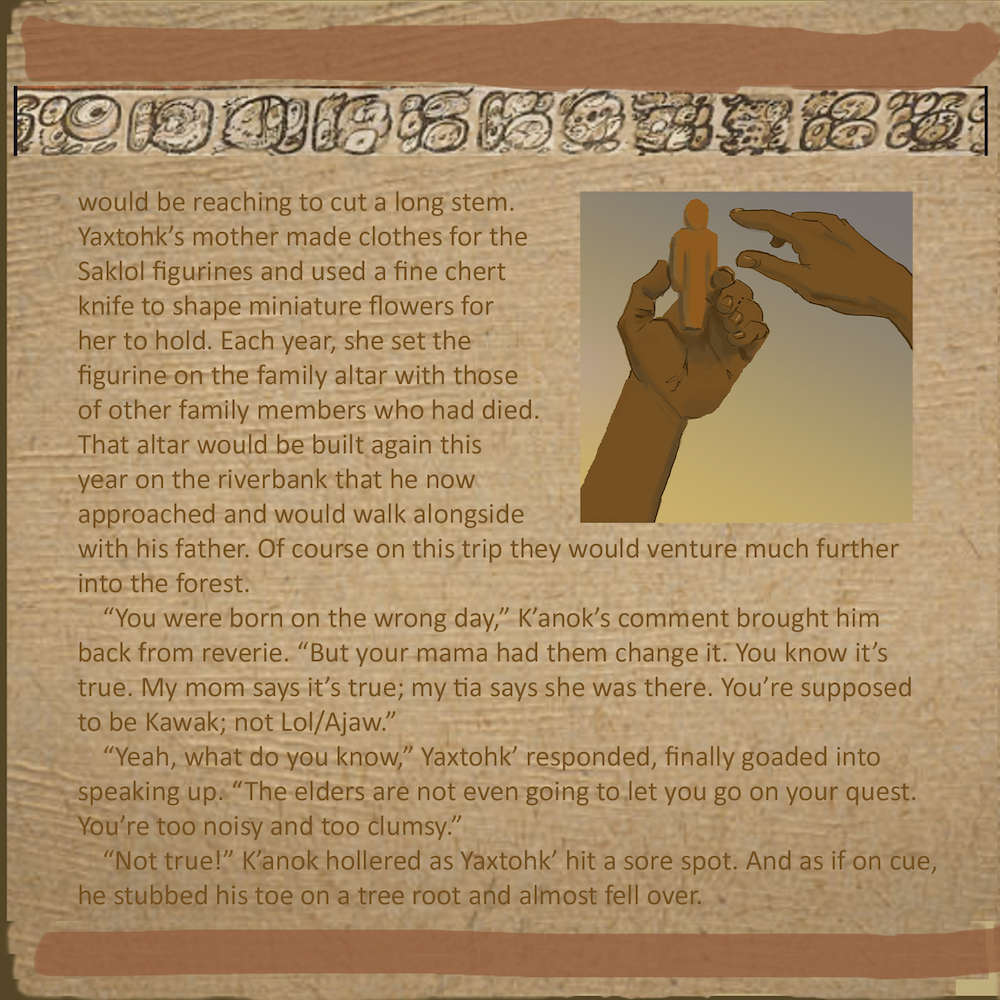 would be reaching to cut a long stem.
Yaxtohk’s mother made clothes for the
Saklol figurines and used a fine chert
knife to shape miniature flowers for
her to hold. Each year, she set the
figurine on the family altar with those
of other family members who had died.
That altar would be built again this
year on the riverbank that he now
approached and would walk alongside
with his father. Of course on this trip they would venture much further
into the forest.
“You were born on the wrong day,” K’anok’s comment brought him
back from reverie. “But your mama had them change it. You know it’s
true. My mom says it’s true; my tia says she was there. You’re supposed
to be Kawak; not Lol/Ajaw.”
“Yeah, what do you know,” Yaxtohk’ responded, finally goaded into
speaking up. “The elders are not even going to let you go on your quest.
You’re too noisy and too clumsy.”
“Not true!” K’anok hollered as Yaxtohk’ hit a sore spot. And as if on cue,
he stubbed his toe on a tree root and almost fell over.